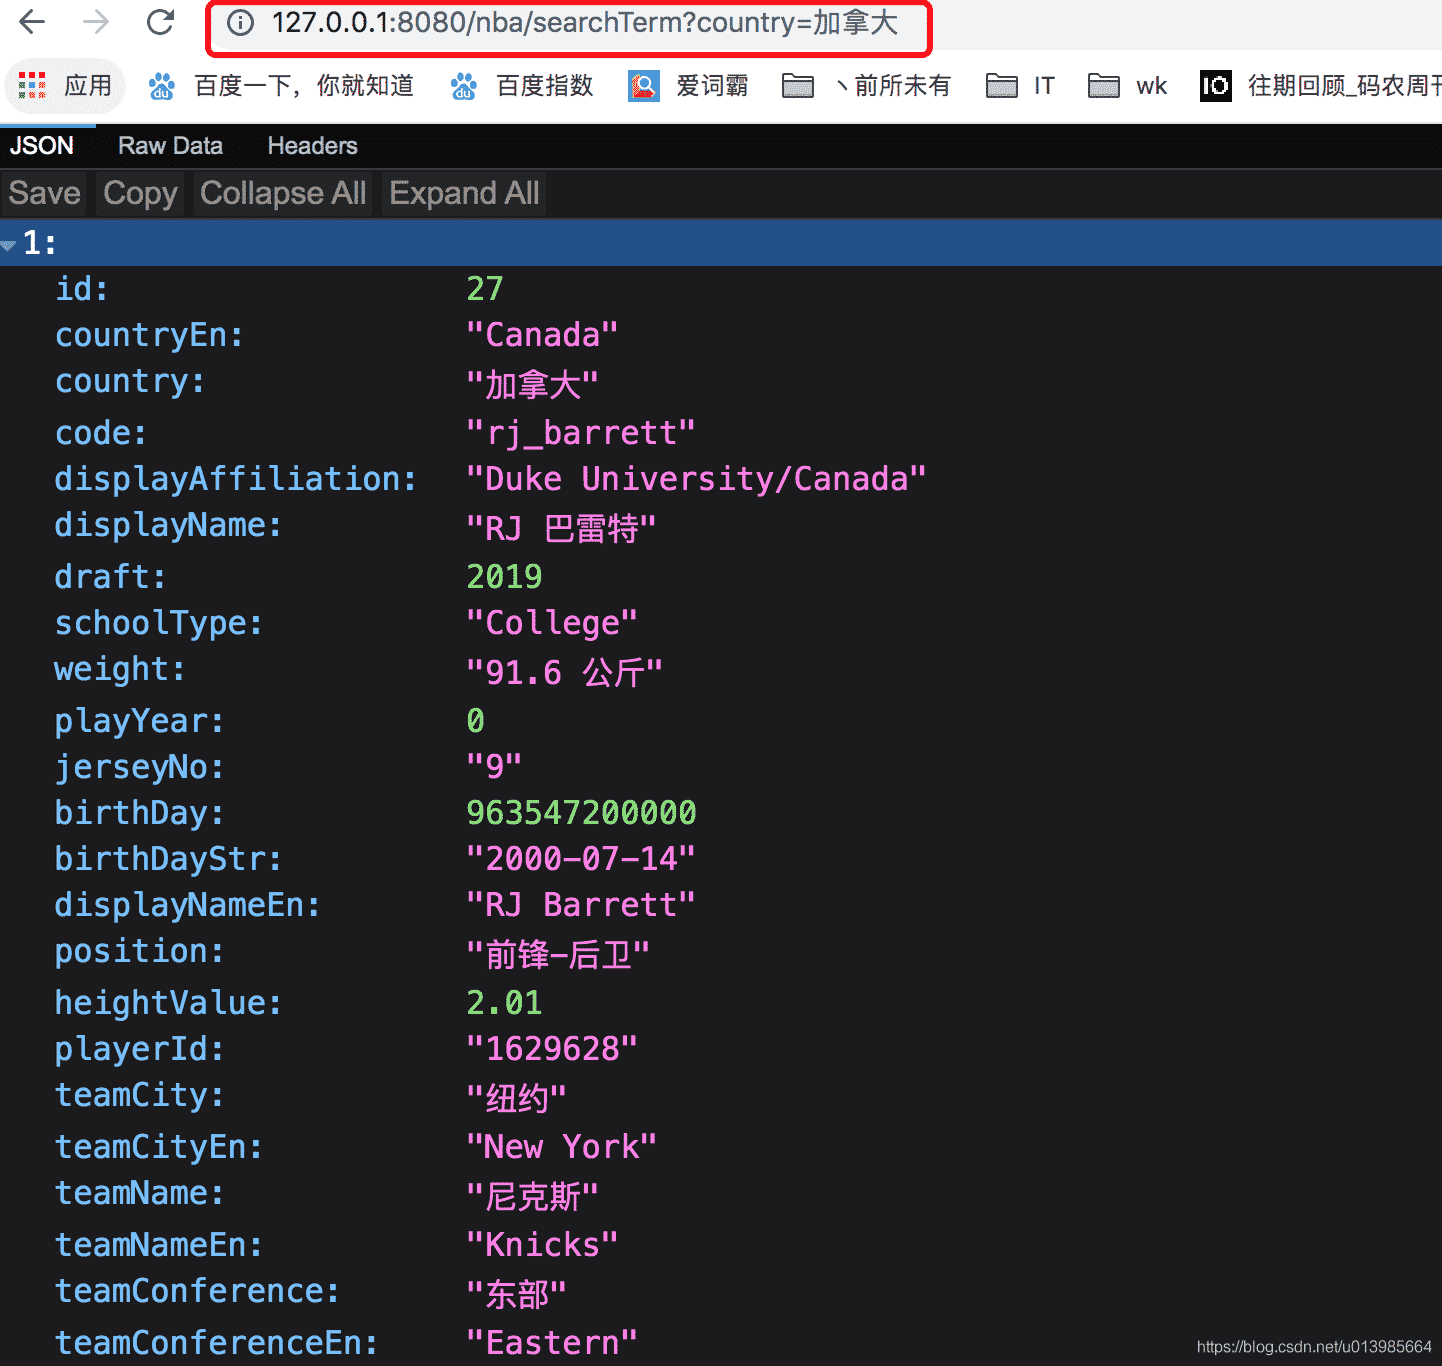 127.0.0.1:8080/nba/searchTerm?country=加拿大
应用 百度一下，你就知道 百度指数 爱词霸 丶前所未有 IT wk IO 往期回顾_码农周刊
JSON Raw Data Headers
Save Copy Collapse All Expand All
1:
id: 27
countryEn: "Canada"
country: "加拿大"
code: "rj_barrett"
displayAffiliation: "Duke University/Canada"
displayName: "RJ 巴雷特"
draft: 2019
schoolType: "College"
weight: "91.6 公斤"
playYear: 0
jerseyNo: "9"
birthDay: 963547200000
birthDayStr: "2000-07-14"
displayNameEn: "RJ Barrett"
position: "前锋-后卫"
heightValue: 2.01
playerId: "1629628"
teamCity: "纽约"
teamCityEn: "New York"
teamName: "尼克斯"
teamNameEn: "Knicks"
teamConference: "东部"
teamConferenceEn: "Eastern"
https://blog.csdn.net/u013985664